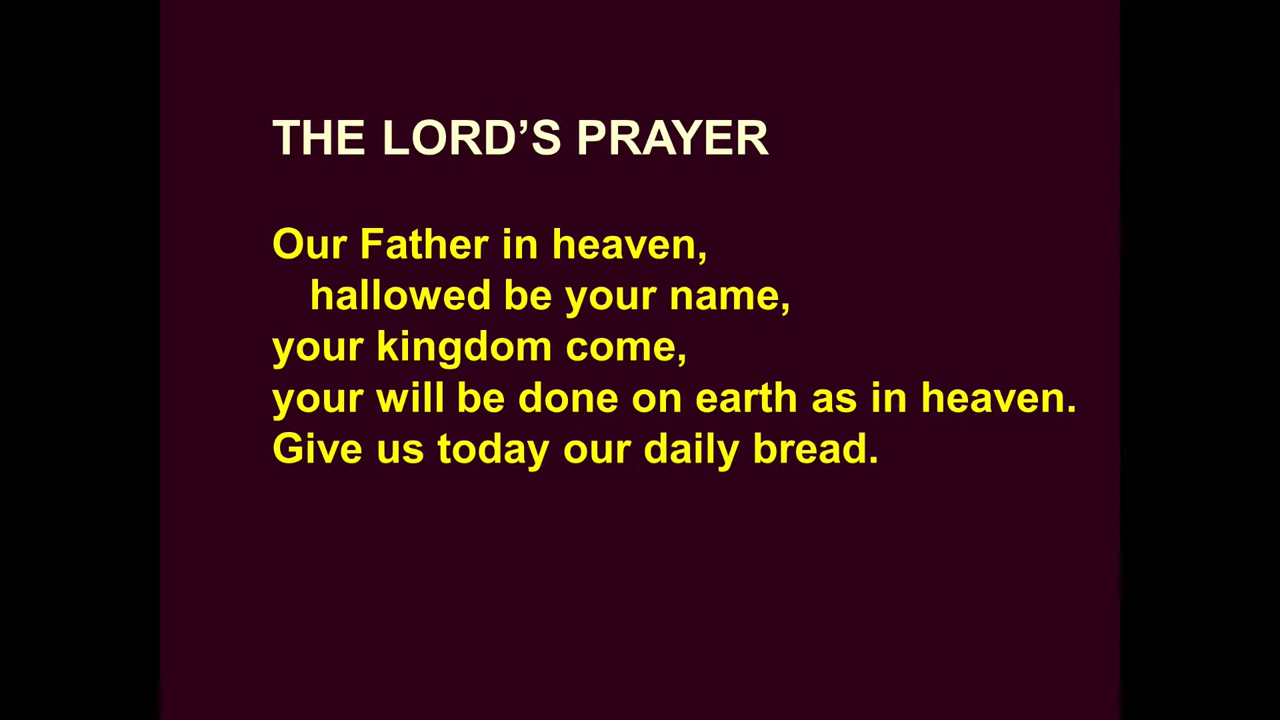 THE LORD’S PRAYER
Our Father in heaven,
hallowed be your name,
your kingdom come,
your will be done on earth as in heaven.
Give us today our daily bread.